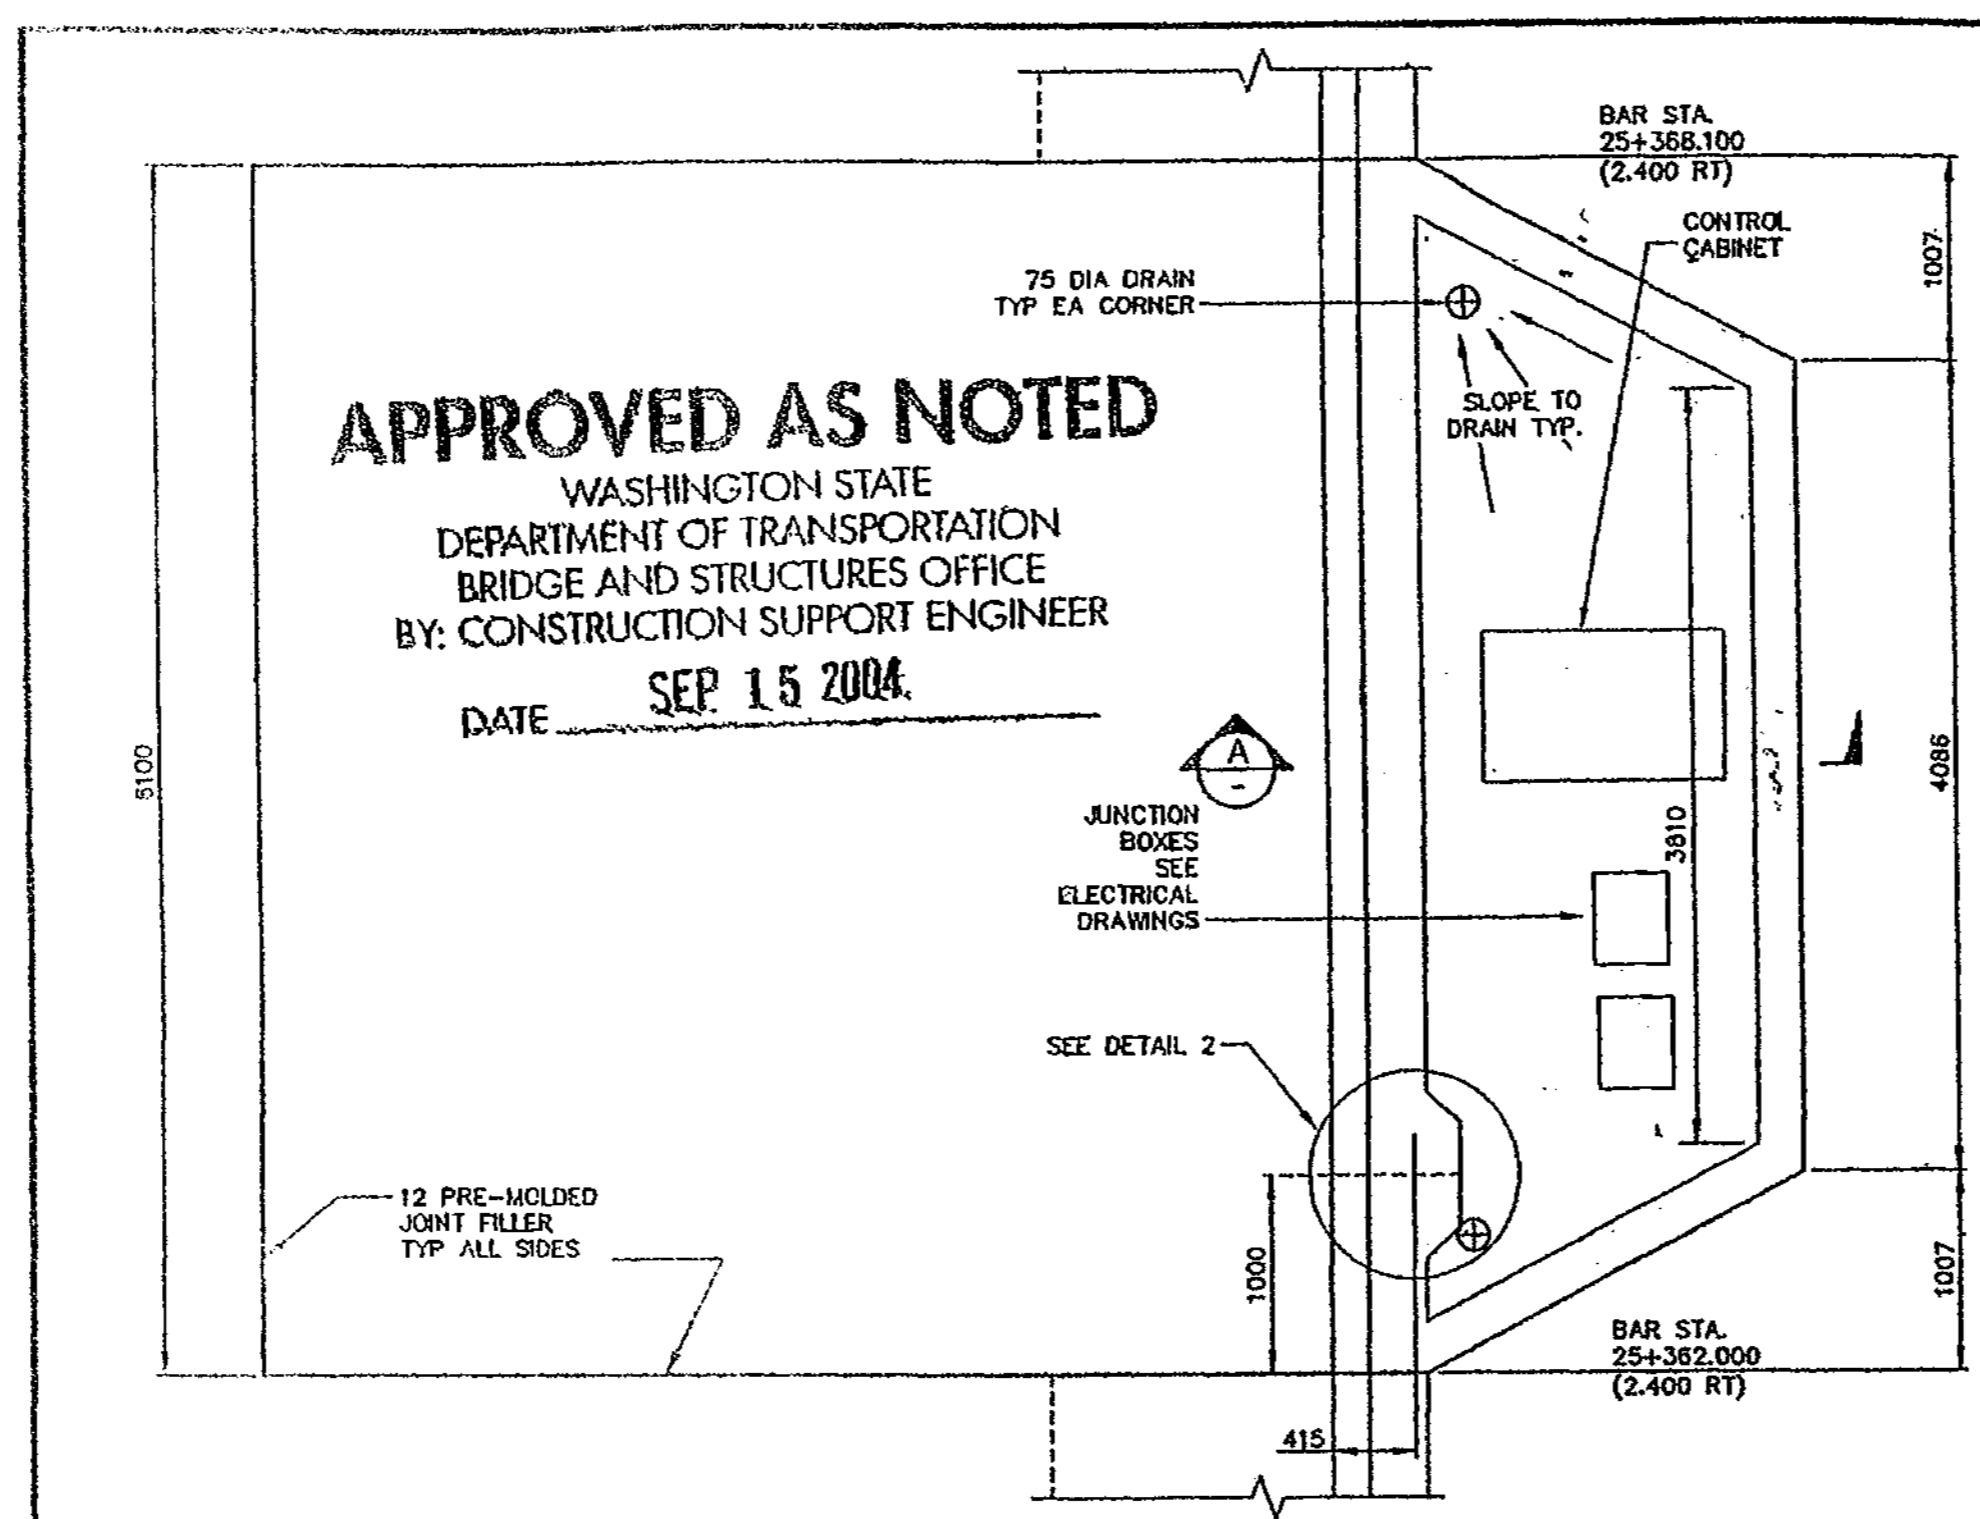 BAR STA.
25+368.100
(2.400 RT)
CONTROL
CABINET
1007
75 DIA DRAIN
TYP EA CORNER
SLOPE TO
DRAIN TYP.
APPROVED AS NOTED
WASHINGTON STATE
DEPARTMENT OF TRANSPORTATION
BRIDGE AND STRUCTURES OFFICE
BY: CONSTRUCTION SUPPORT ENGINEER
DATE SEP 15 2004
5100
A
-
4086
3810
JUNCTION
BOXES
SEE
ELECTRICAL
DRAWINGS
SEE DETAIL 2
12 PRE-MOLDED
JOINT FILLER
TYP ALL SIDES
1000
1007
BAR STA.
25+362.000
(2.400 RT)
415